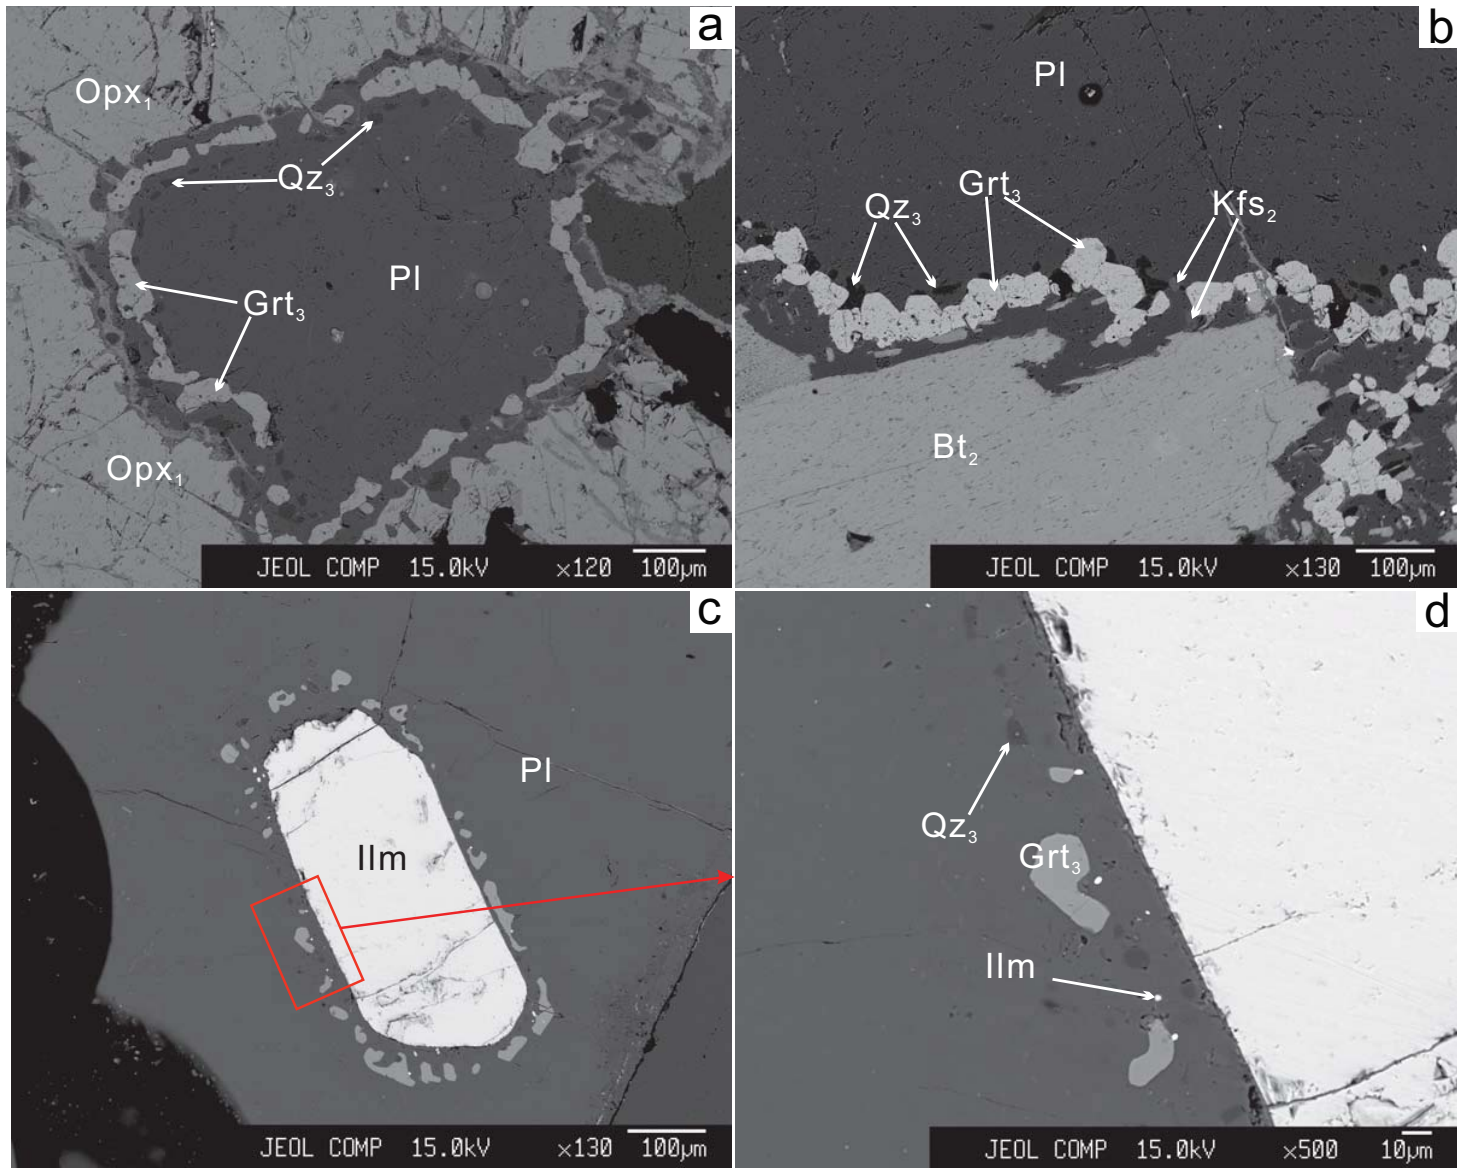 a
Opx₁
Qz₃
Pl
Grt₃
Opx₁
JEOL COMP 15.0kV ×120 100µm
b
Pl
Qz₃ Grt₃ Kfs₂
Bt₂
JEOL COMP 15.0kV ×130 100µm
c
Pl
Ilm
JEOL COMP 15.0kV ×130 100µm
d
Qz₃
Grt₃
Ilm
JEOL COMP 15.0kV ×500 10µm